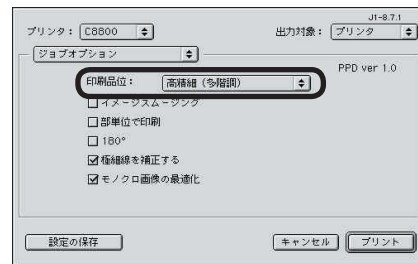 J1-8.7.1
プリンタ： C8800 出力対象： プリンタ
ジョブオプション
PPD ver 1.0
印刷品位： 高精細（多階調）
イメージスムージング
部単位で印刷
180°
極細線を補正する
モノクロ画像の最適化
設定の保存 キャンセル プリント